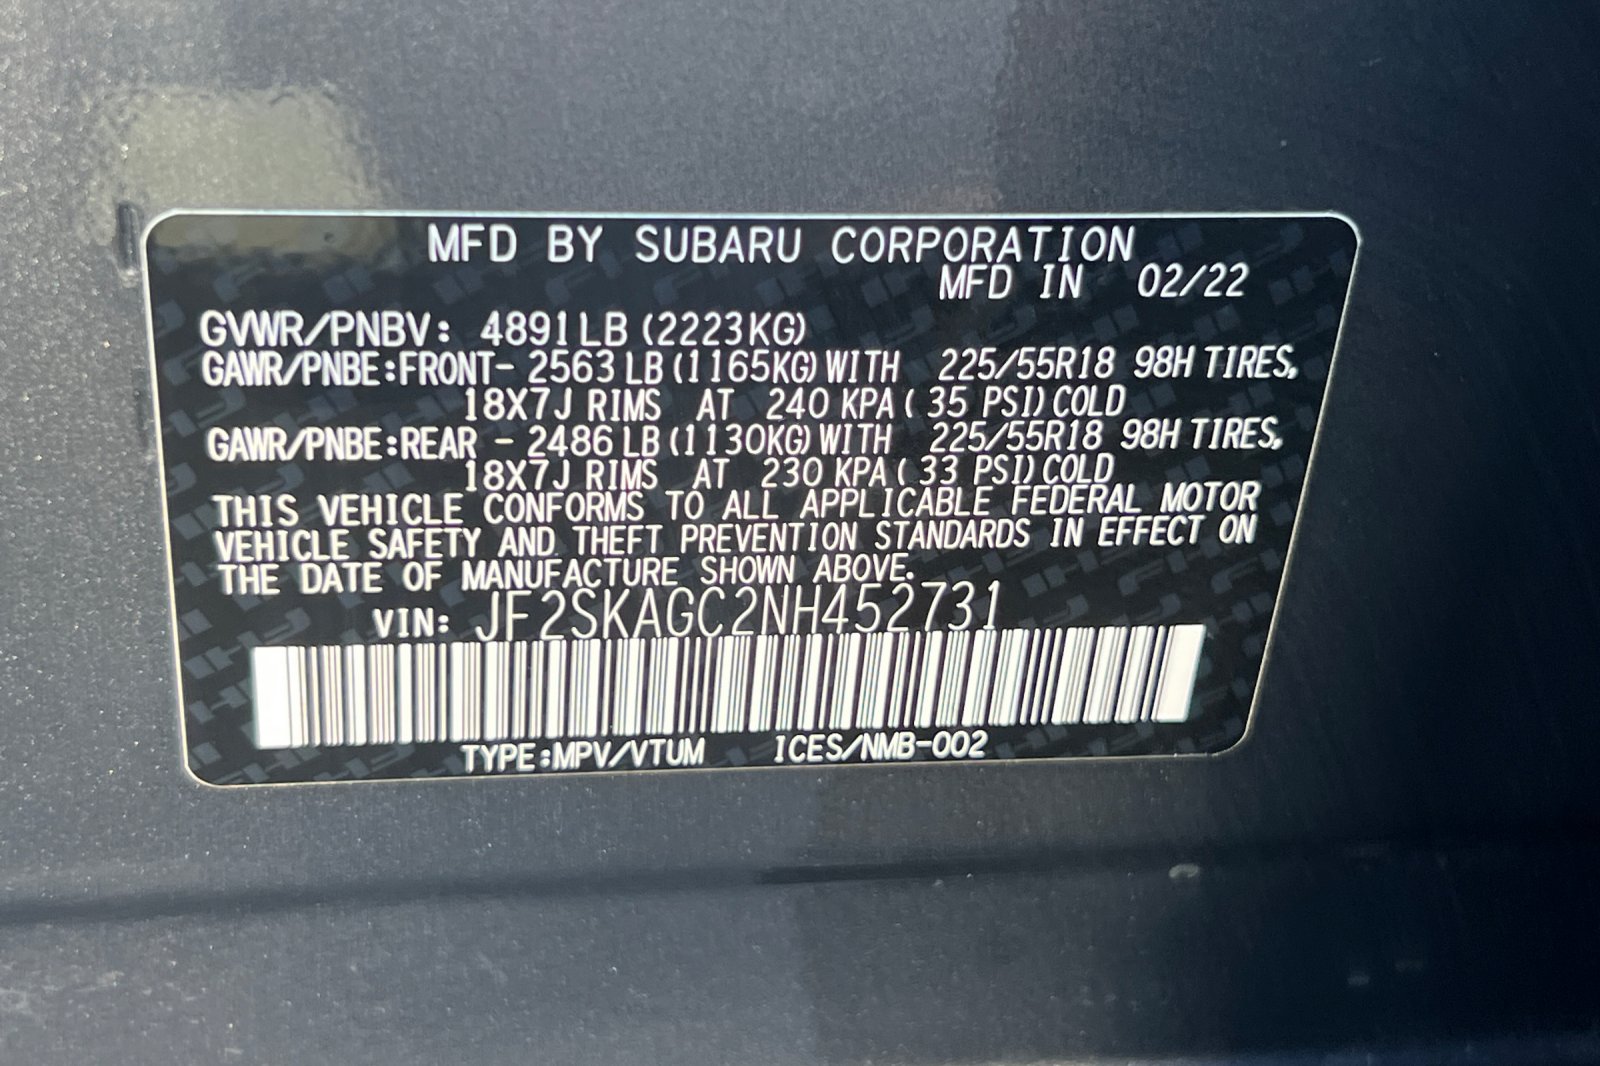 MFD BY SUBARU CORPORATION
MFD IN 02/22
GVWR/PNBV: 4891LB (2223KG)
GAWR/PNBE:FRONT- 2563 LB (1165KG) WITH 225/55R18 98H TIRES,
18X7J RIMS AT 240 KPA ( 35 PSI) COLD
GAWR/PNBE:REAR - 2486 LB (1130KG) WITH 225/55R18 98H TIRES,
18X7J RIMS AT 230 KPA ( 33 PSI) COLD
THIS VEHICLE CONFORMS TO ALL APPLICABLE FEDERAL MOTOR
VEHICLE SAFETY AND THEFT PREVENTION STANDARDS IN EFFECT ON
THE DATE OF MANUFACTURE SHOWN ABOVE.
VIN: JF2SKAGC2NH452731
TYPE:MPV/VTUM ICES/NMB-002